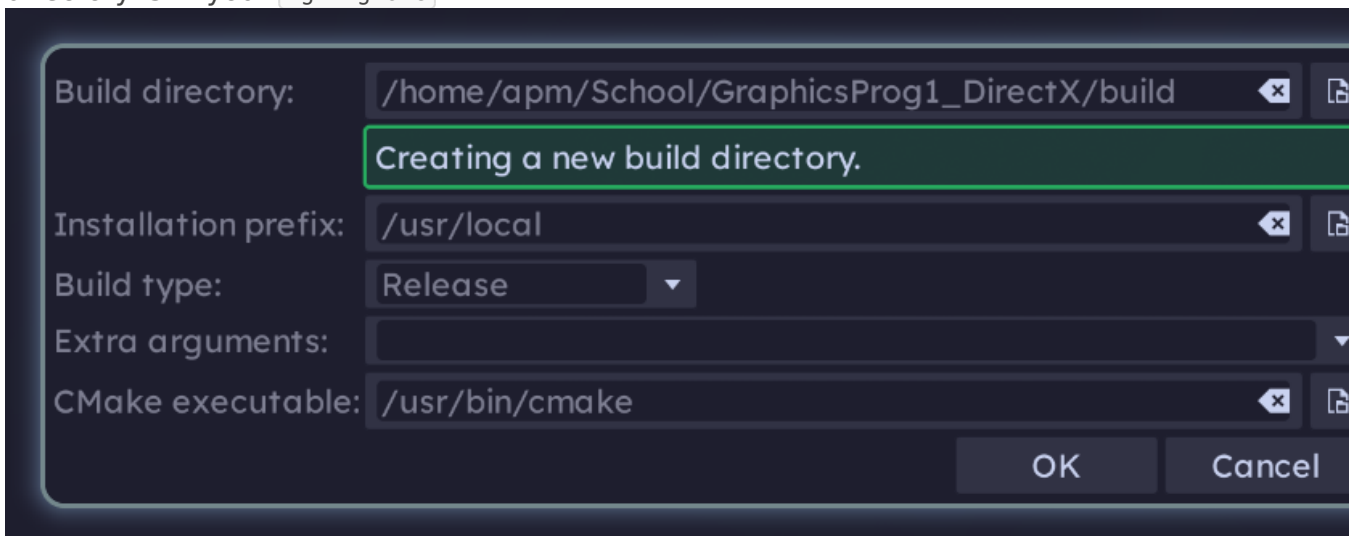 Build directory: /home/apm/School/GraphicsProg1_DirectX/build
Creating a new build directory.
Installation prefix: /usr/local
Build type: Release
Extra arguments:
CMake executable: /usr/bin/cmake
OK Cancel